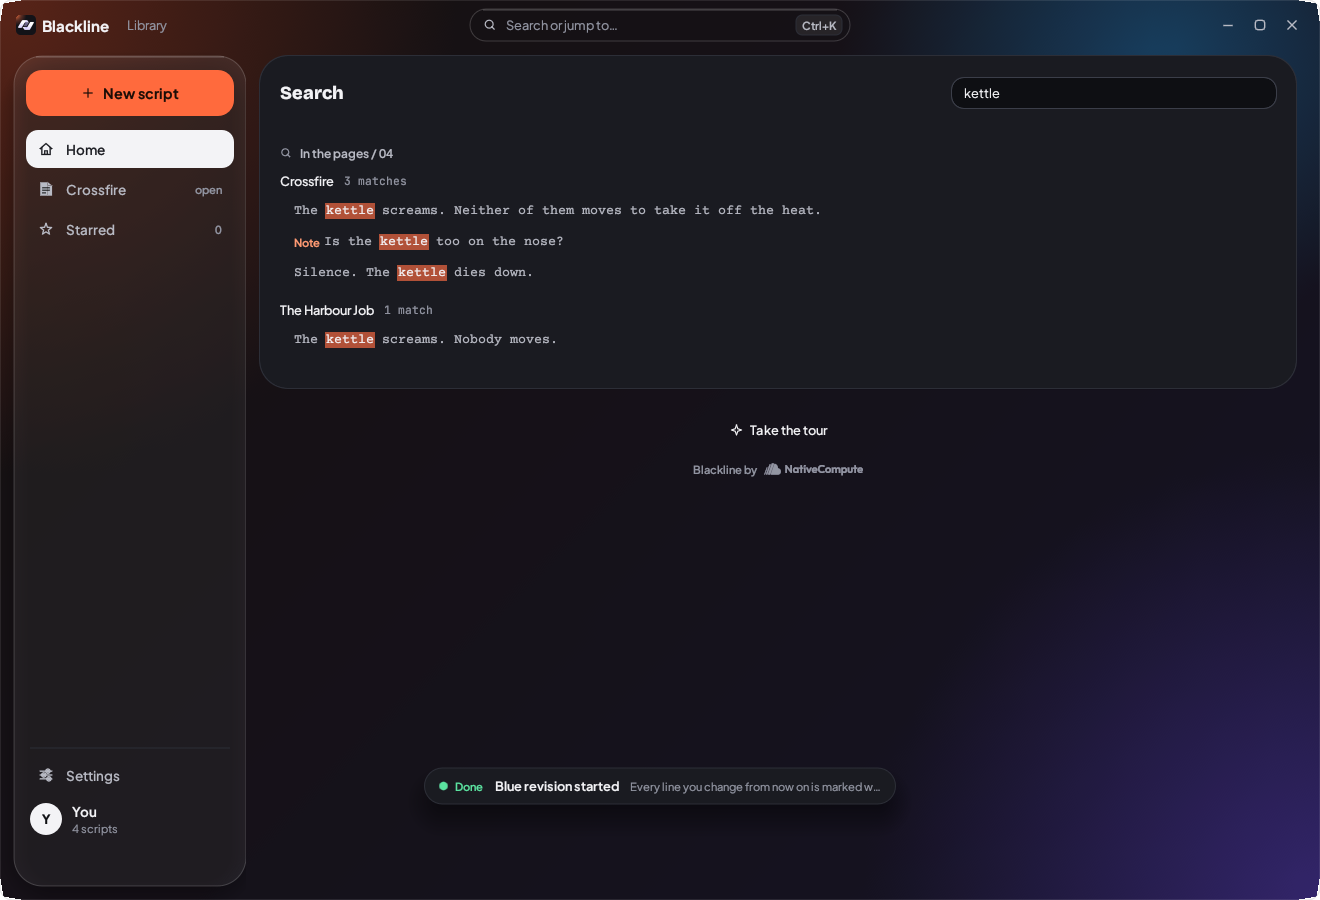 Blackline Library
Search or jump to... Ctrl+K
+ New script
Home
Crossfire open
Starred 0
Settings
Y You
4 scripts
Search
kettle
In the pages / 04
Crossfire 3 matches
The kettle screams. Neither of them moves to take it off the heat.
Note Is the kettle too on the nose?
Silence. The kettle dies down.
The Harbour Job 1 match
The kettle screams. Nobody moves.
Take the tour
Blackline by NativeCompute
Done Blue revision started Every line you change from now on is marked w...